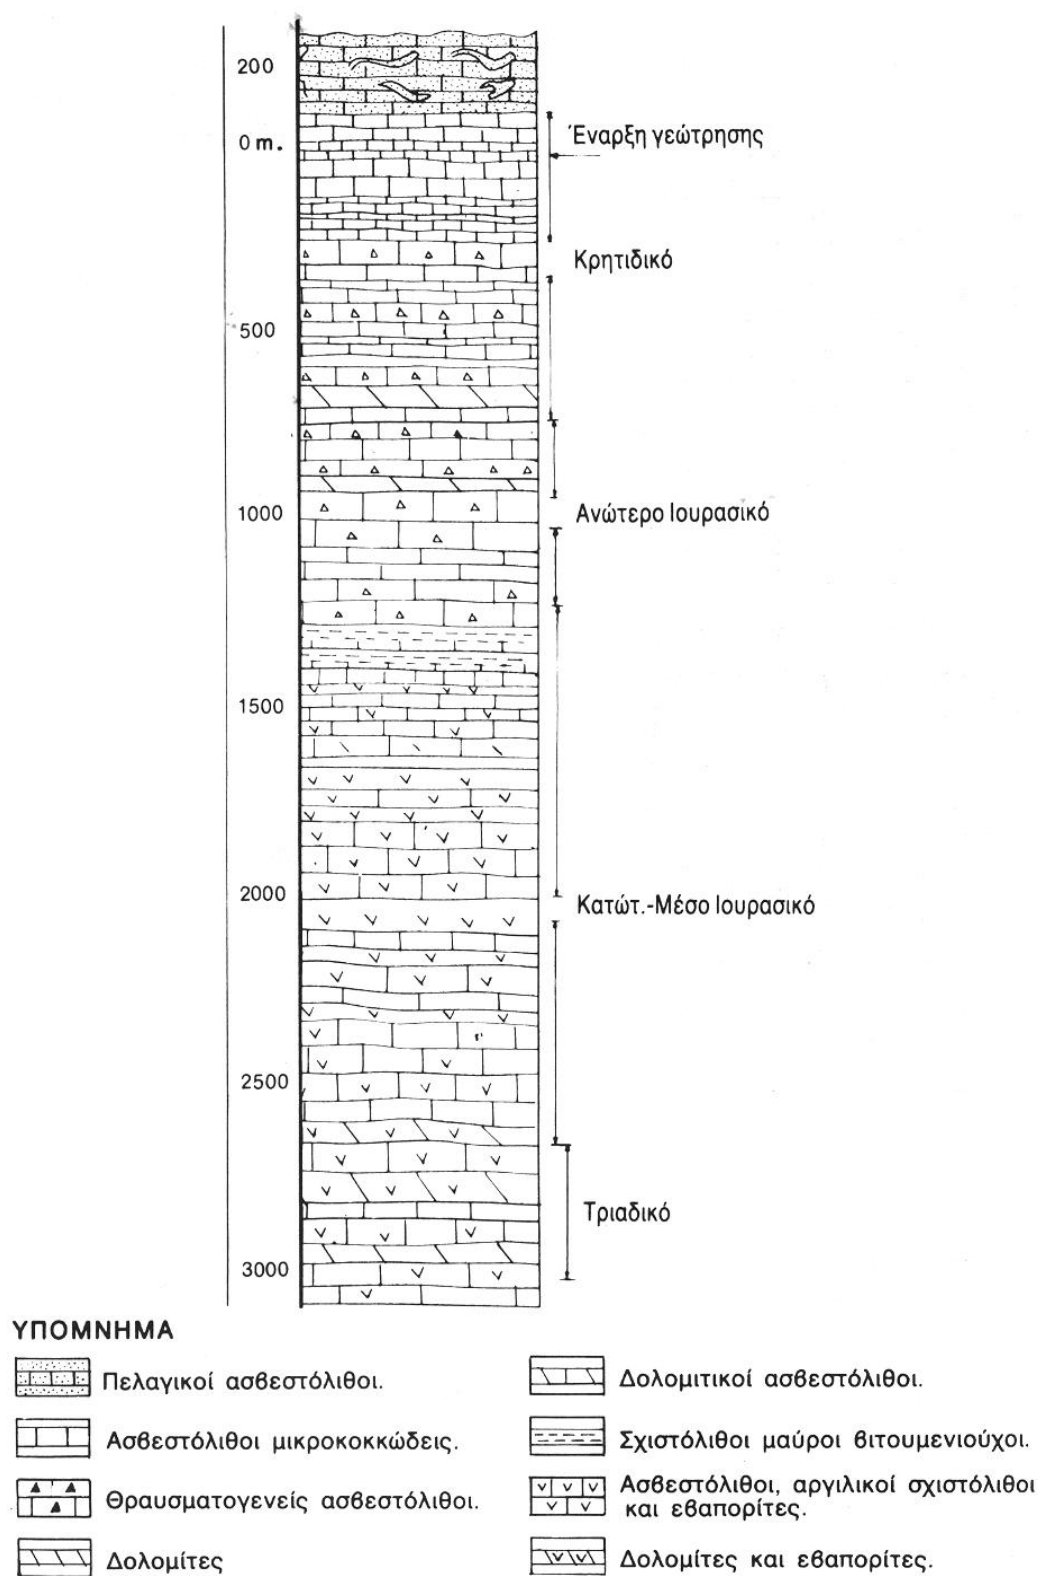 200
0 m.
Έναρξη γεώτρησης
Κρητιδικό
500
1000
Ανώτερο Ιουρασικό
1500
2000
Κατώτ.-Μέσο Ιουρασικό
2500
Τριαδικό
3000
ΥΠΟΜΝΗΜΑ
Πελαγικοί ασβεστόλιθοι.
Δολομιτικοί ασβεστόλιθοι.
Ασβεστόλιθοι μικροκοκκώδεις.
Σχιστόλιθοι μαύροι βιτουμενιούχοι.
Θραυσματογενείς ασβεστόλιθοι.
Ασβεστόλιθοι, αργιλικοί σχιστόλιθοι
και εβαπορίτες.
Δολομίτες
Δολομίτες και εβαπορίτες.